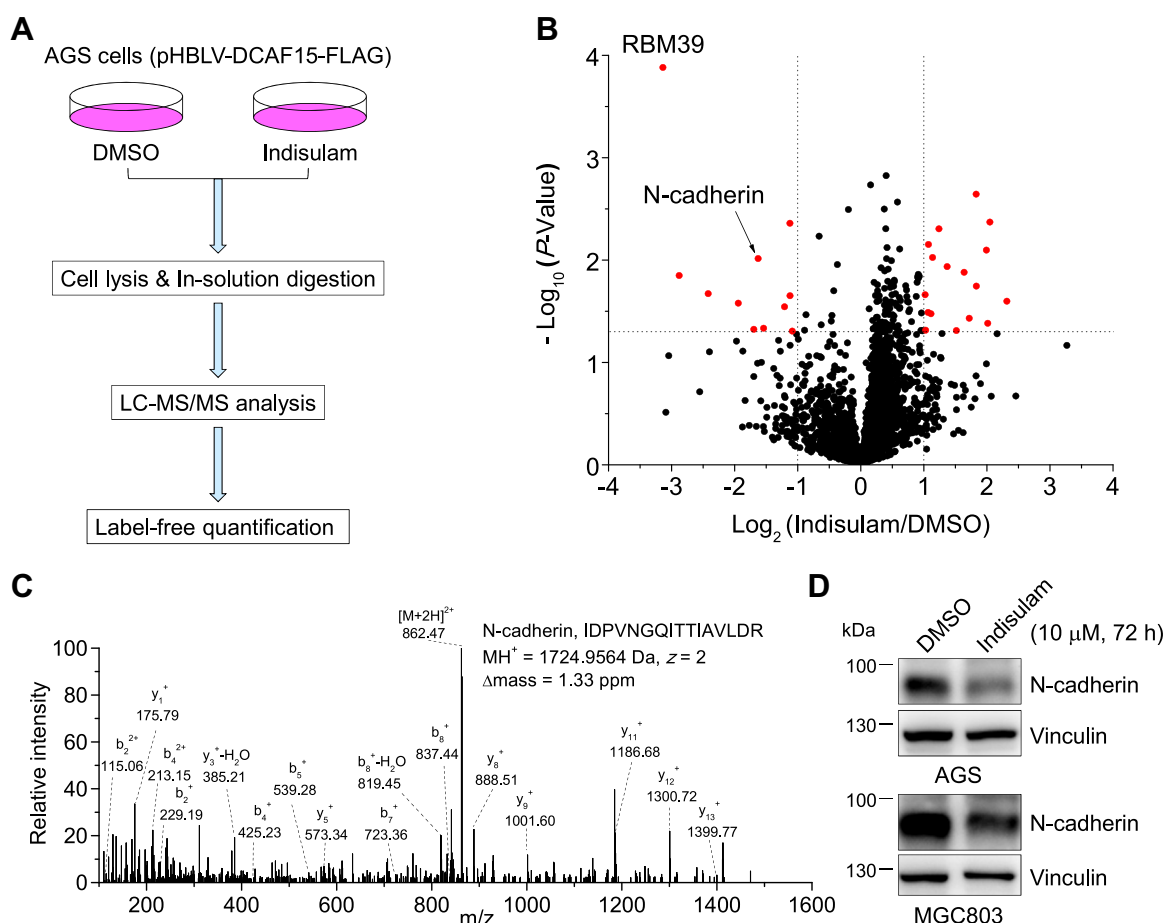 A
AGS cells (pHBLV-DCAF15-FLAG)
DMSO
Indisulam
Cell lysis & In-solution digestion
LC-MS/MS analysis
Label-free quantification
B
RBM39
N-cadherin
- Log10 (P-Value)
4
3
2
1
0
-4 -3 -2 -1 0 1 2 3 4
Log2 (Indisulam/DMSO)
C
[M+2H]2+
862.47
N-cadherin, IDPVNGQITTIAVLDR
MH+ = 1724.9564 Da, z = 2
Δmass = 1.33 ppm
Relative intensity
100
80
60
40
20
0
y1+
175.79
b2 2+
115.06
b4 2+
213.15
b2+
229.19
y3+-H2O
385.21
b4+
425.23
b5+
539.28
y5+
573.34
b7+
723.36
b8+-H2O
819.45
b8+
837.44
y8+
888.51
y9+
1001.60
y11+
1186.68
y12+
1300.72
y13+
1399.77
200 400 600 800 1000 1200 1400 1600
m/z
D
kDa
DMSO
Indisulam
(10 μM, 72 h)
100
N-cadherin
130
Vinculin
AGS
100
N-cadherin
130
Vinculin
MGC803